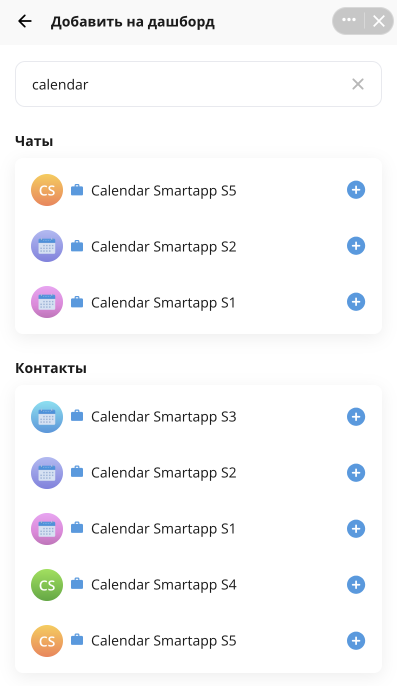 Добавить на дашборд
calendar
Чаты
CS Calendar Smartapp S5
Calendar Smartapp S2
Calendar Smartapp S1
Контакты
Calendar Smartapp S3
Calendar Smartapp S2
Calendar Smartapp S1
CS Calendar Smartapp S4
CS Calendar Smartapp S5